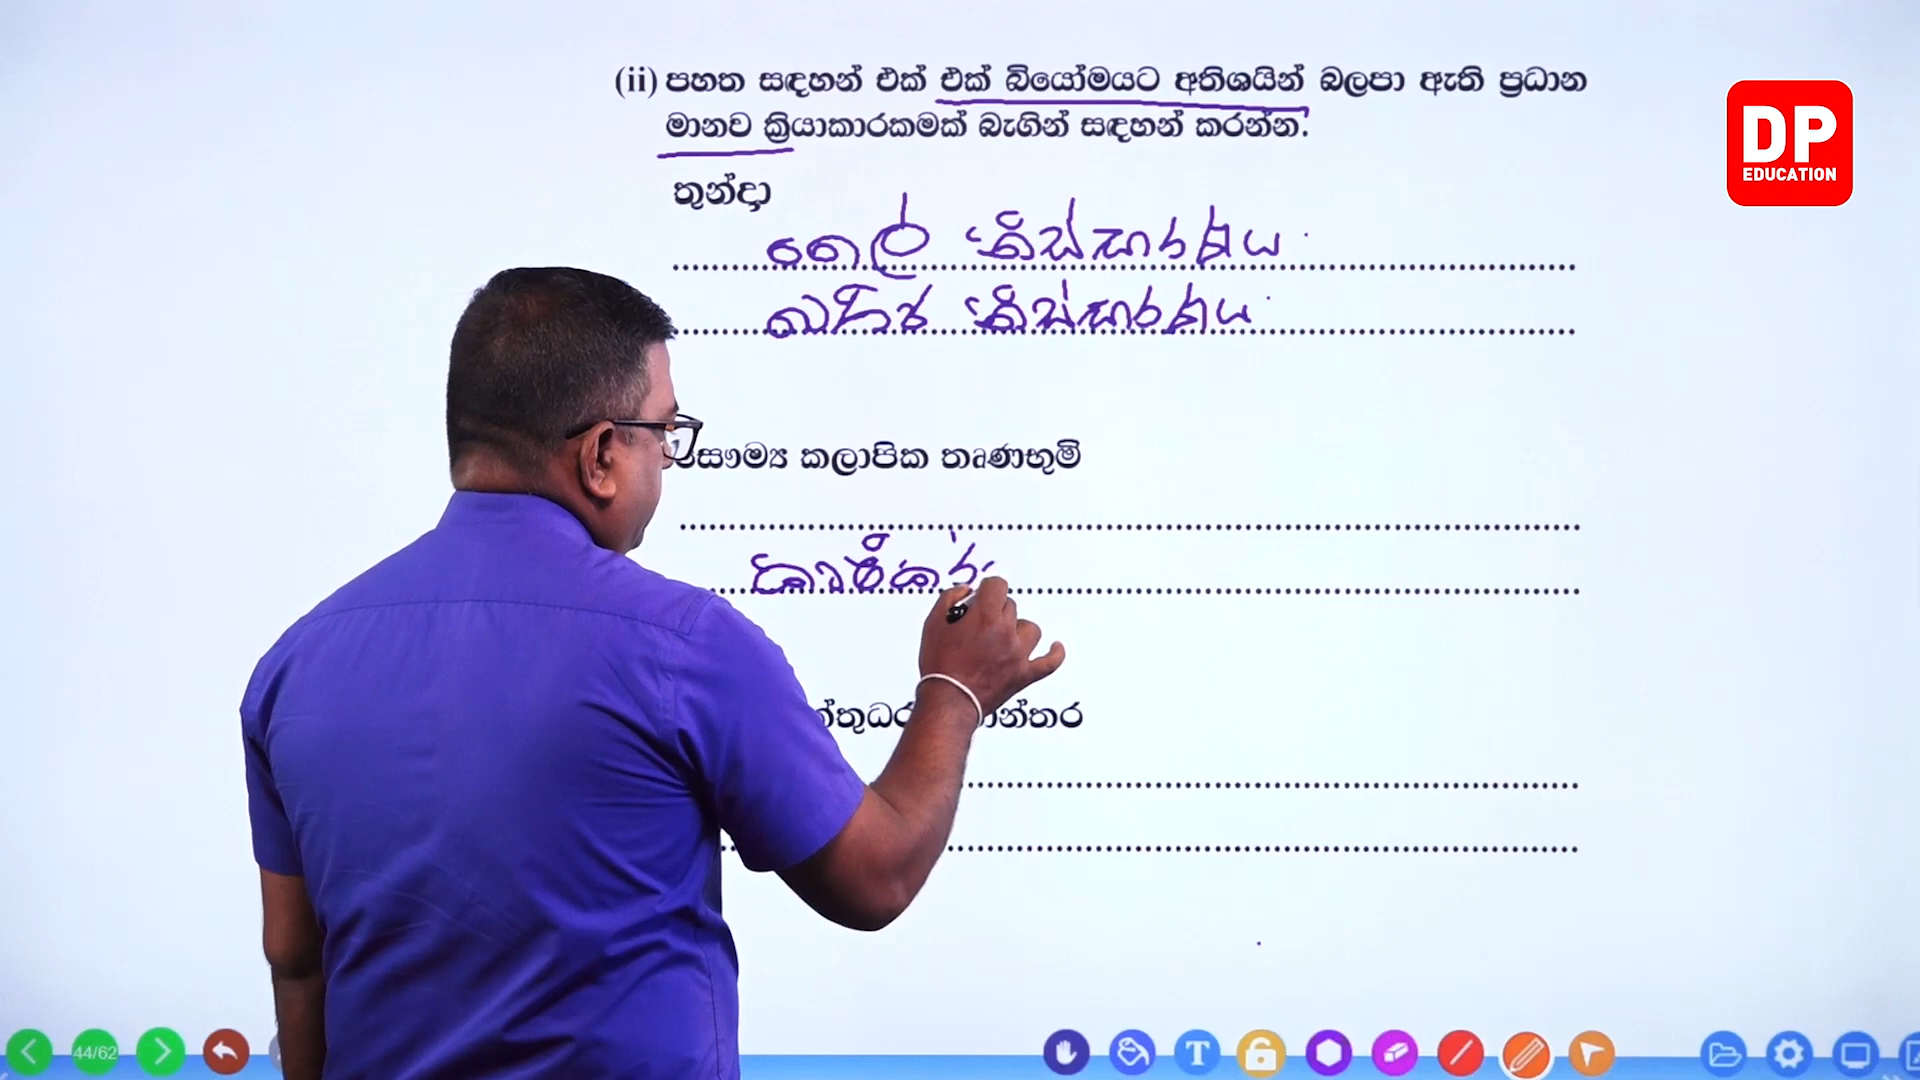 (ii) පහත සඳහන් එක් එක් බියෝමයට අතිශයින් බලපා ඇති ප්‍රධාන
මානව ක්‍රියාකාරකමක් බැගින් සඳහන් කරන්න.
DP
EDUCATION
තුන්ද්‍රා
තෙල් නිස්සාරණය
ඛනිජ නිස්සාරණය
සෞම්‍ය කලාපික තෘණභූමි
කෘෂිකර්
44/62
T